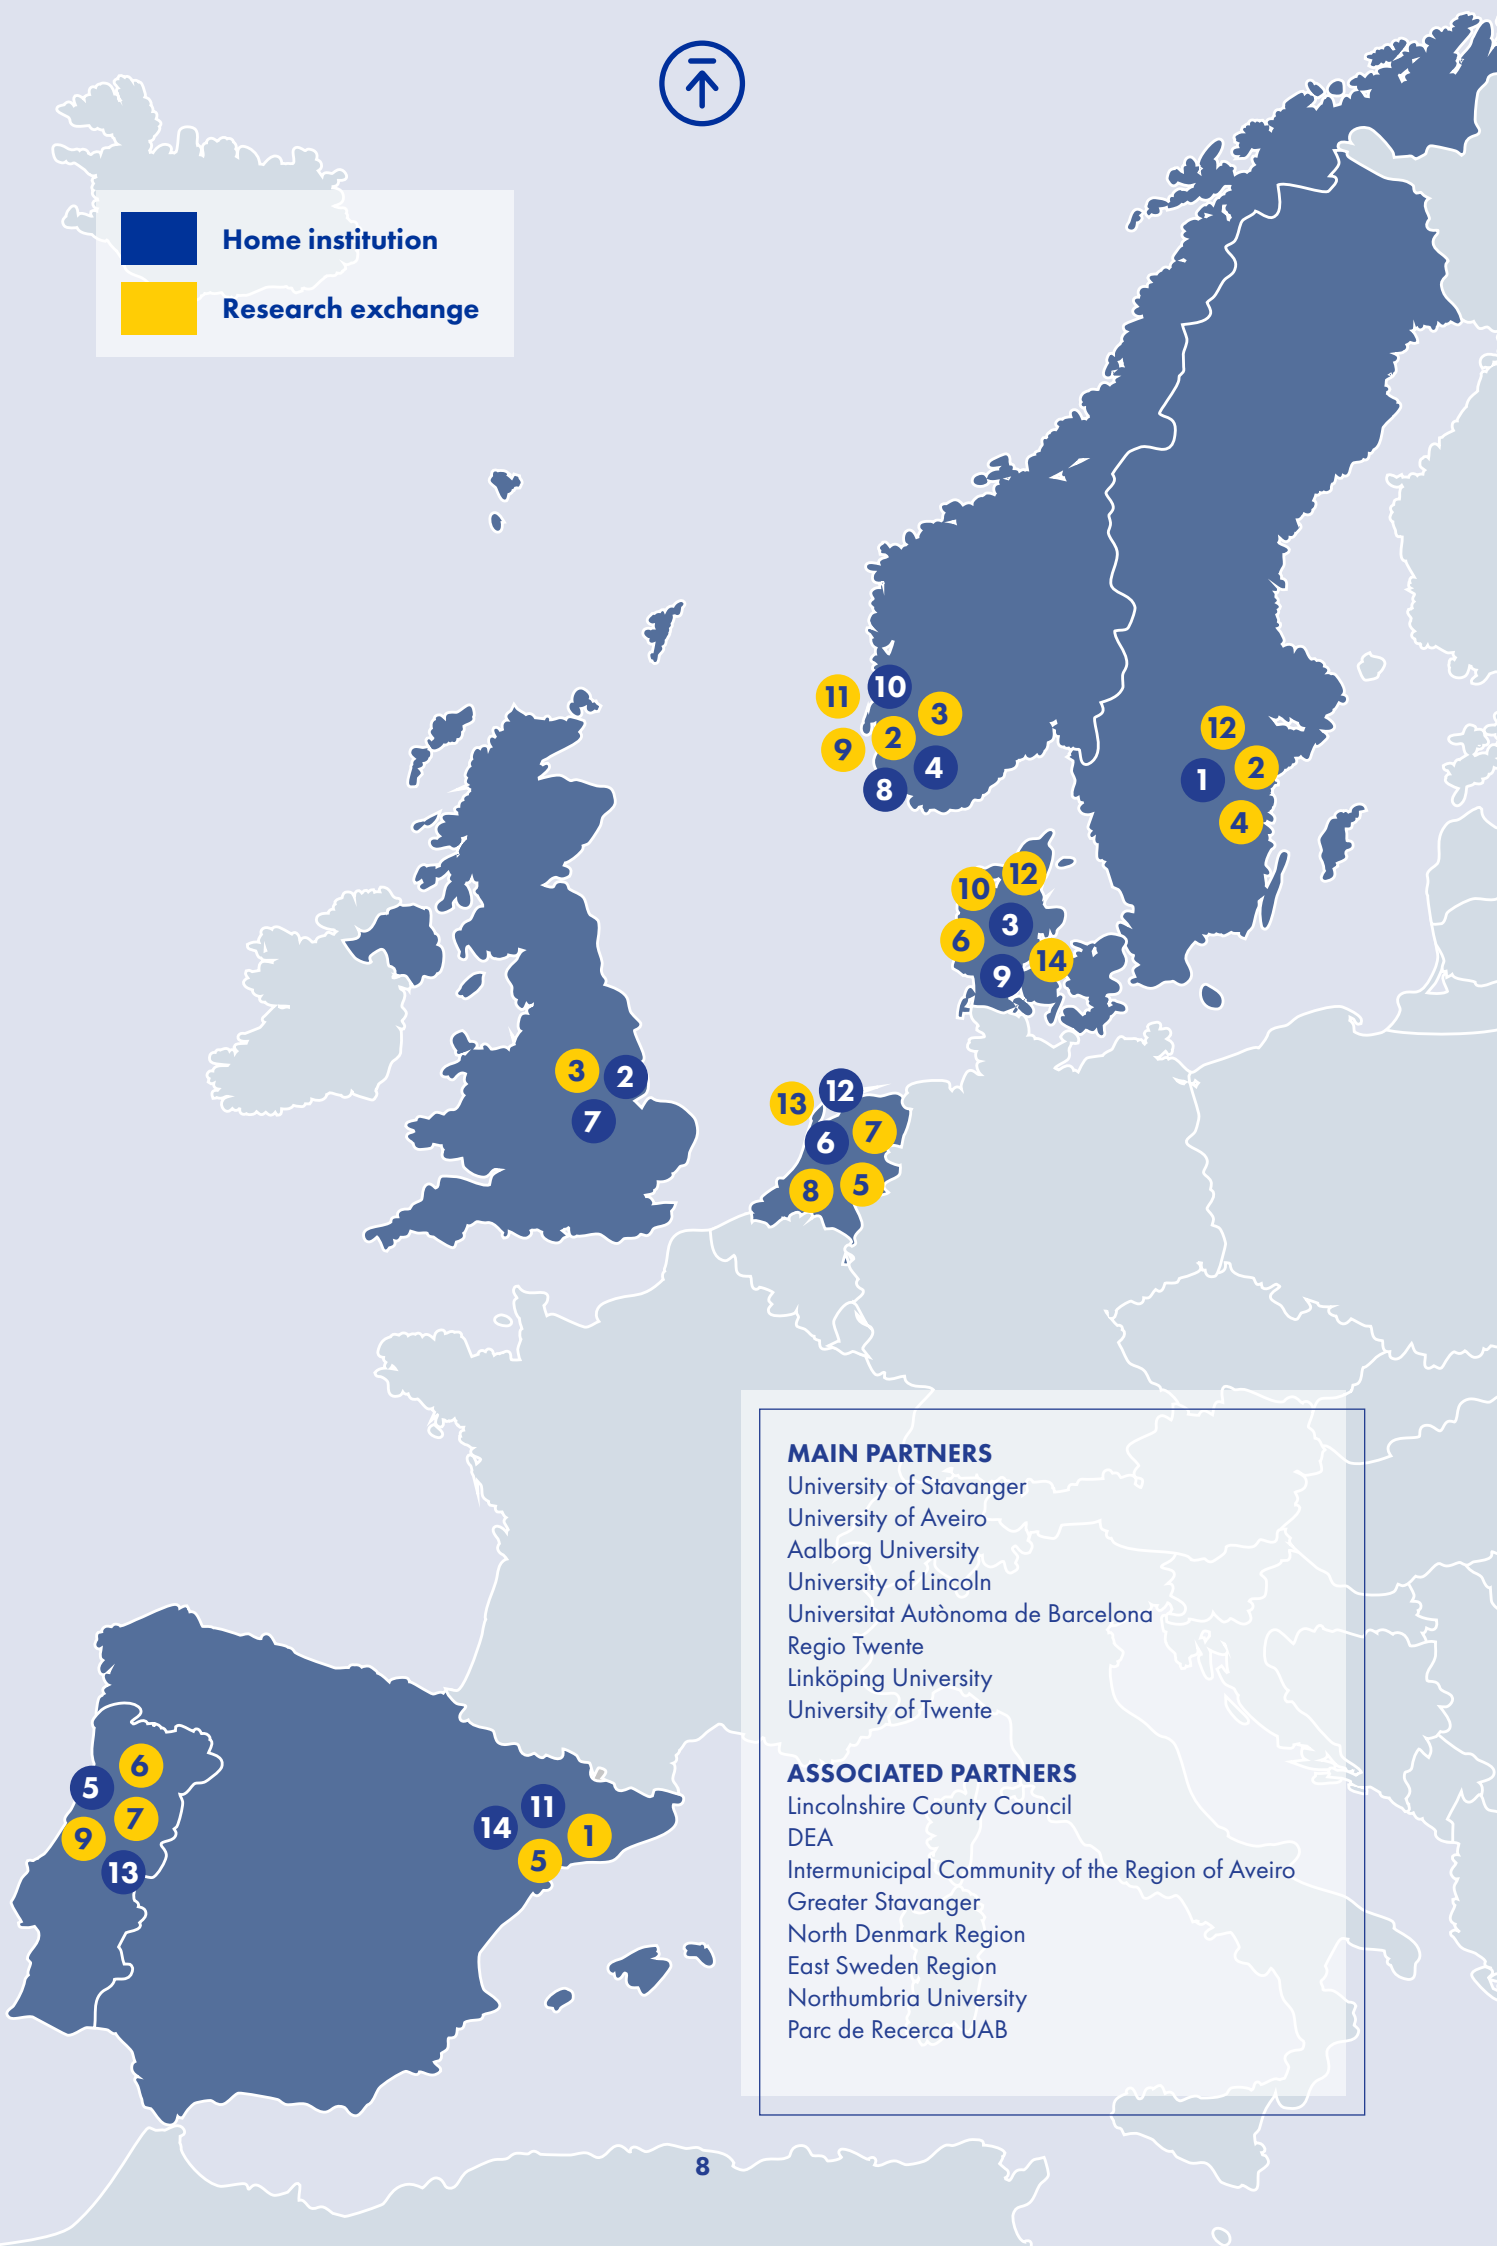 Home institution
Research exchange
11
10
3
2
9
4
8
12
2
1
4
12
10
3
6
14
9
3
2
7
12
13
7
6
5
8
6
5
7
9
13
11
14
1
5
MAIN PARTNERS
University of Stavanger
University of Aveiro
Aalborg University
University of Lincoln
Universitat Autònoma de Barcelona
Regio Twente
Linköping University
University of Twente
ASSOCIATED PARTNERS
Lincolnshire County Council
DEA
Intermunicipal Community of the Region of Aveiro
Greater Stavanger
North Denmark Region
East Sweden Region
Northumbria University
Parc de Recerca UAB
8